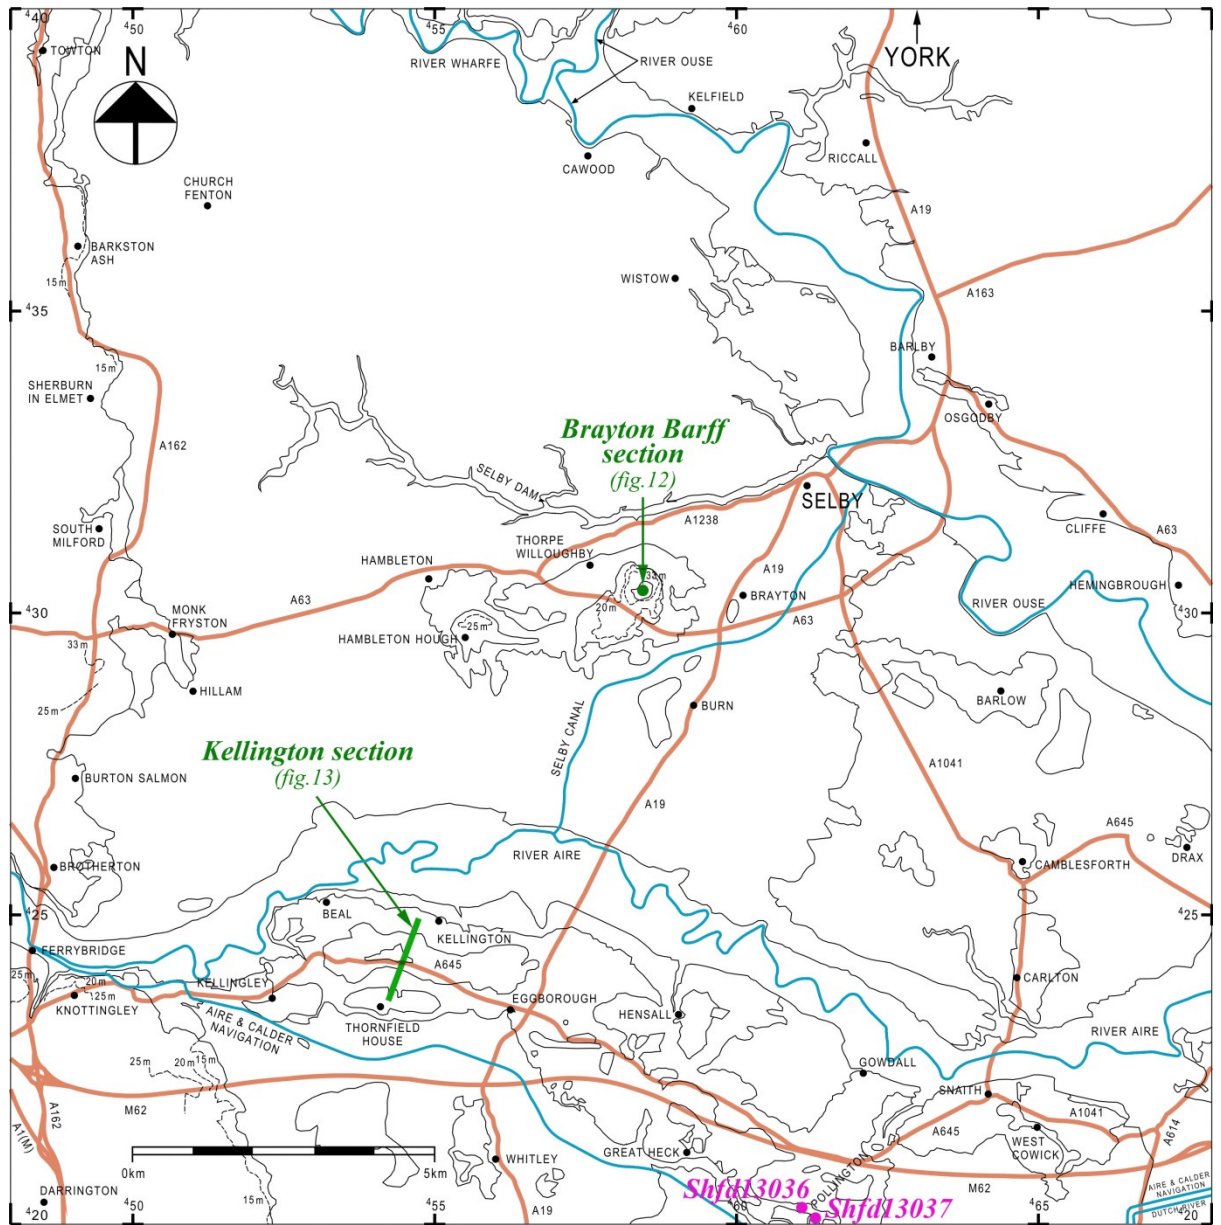 ⁴40
⁴50
⁴55
⁴60
⁴65
TOWTON
N
RIVER WHARFE
RIVER OUSE
YORK
KELFIELD
CAWOOD
RICCALL
CHURCH
FENTON
A19
BARKSTON
ASH
15m
WISTOW
A163
⁴35
⁴35
BARLBY
15m
SHERBURN
IN ELMET
OSGODBY
A162
Brayton Barff
section
(fig.12)
SELBY DAM
SELBY
A1238
CLIFFE
A63
SOUTH
MILFORD
THORPE
WILLOUGHBY
HAMBLETON
33m
A19
HEMINGBROUGH
A63
20m
BRAYTON
RIVER OUSE
⁴30
⁴30
MONK
FRYSTON
25m
HAMBLETON HOUGH
A63
33m
HILLAM
BARLOW
25m
BURN
SELBY CANAL
Kellington section
(fig.13)
A1041
BURTON SALMON
A19
A645
RIVER AIRE
DRAX
BROTHERTON
CAMBLESFORTH
BEAL
⁴25
⁴25
KELLINGTON
FERRYBRIDGE
A645
25m
20m
25m
KELLINGLEY
CARLTON
KNOTTINGLEY
EGGBOROUGH
HENSALL
AIRE & CALDER
NAVIGATION
THORNFIELD
HOUSE
RIVER AIRE
25m
20m
15m
GOWDALL
SNAITH
M62
A162
A1(M)
A1041
A645
WEST
COWICK
A614
0km
5km
WHITLEY
GREAT HECK
M62
POLLINGTON
Shfd13036
Shfd13037
AIRE & CALDER
NAVIGATION
DUTCH RIVER
DARRINGTON
15m
A19
⁴20
⁴50
⁴55
⁴60
⁴65
⁴20